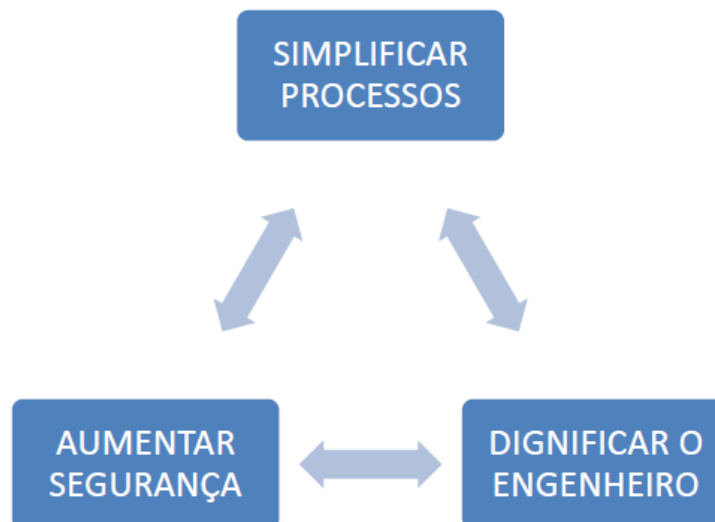 SIMPLIFICAR
PROCESSOS
AUMENTAR
SEGURANÇA
DIGNIFICAR O
ENGENHEIRO